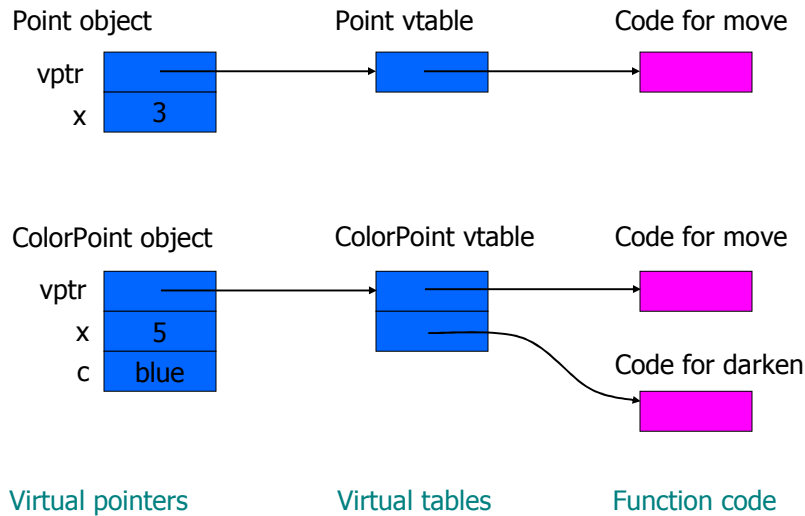 Point object Point vtable Code for move
vptr
x 3
ColorPoint object ColorPoint vtable Code for move
vptr
x 5
Code for darken
c blue
Virtual pointers Virtual tables Function code